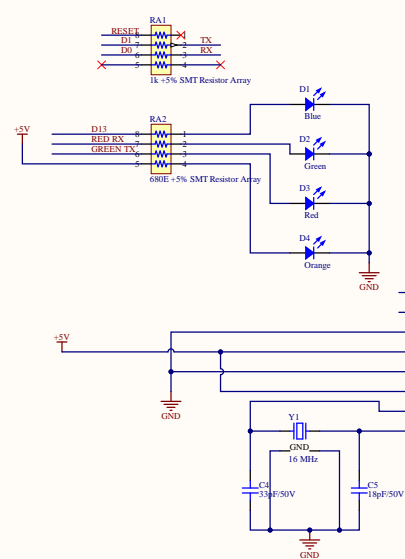 RA1
RESET 8
D1 7 2 TX
D0 6 3 RX
5 4
1k +5% SMT Resistor Array
D1
Blue
RA2
+5V
D13 8 1
RED RX 7 2
GREEN TX 6 3
5 4
680E +5% SMT Resistor Array
D2
Green
D3
Red
D4
Orange
GND
+5V
GND
Y1
GND
16 MHz
C4
33pF/50V
C5
18pF/50V
GND